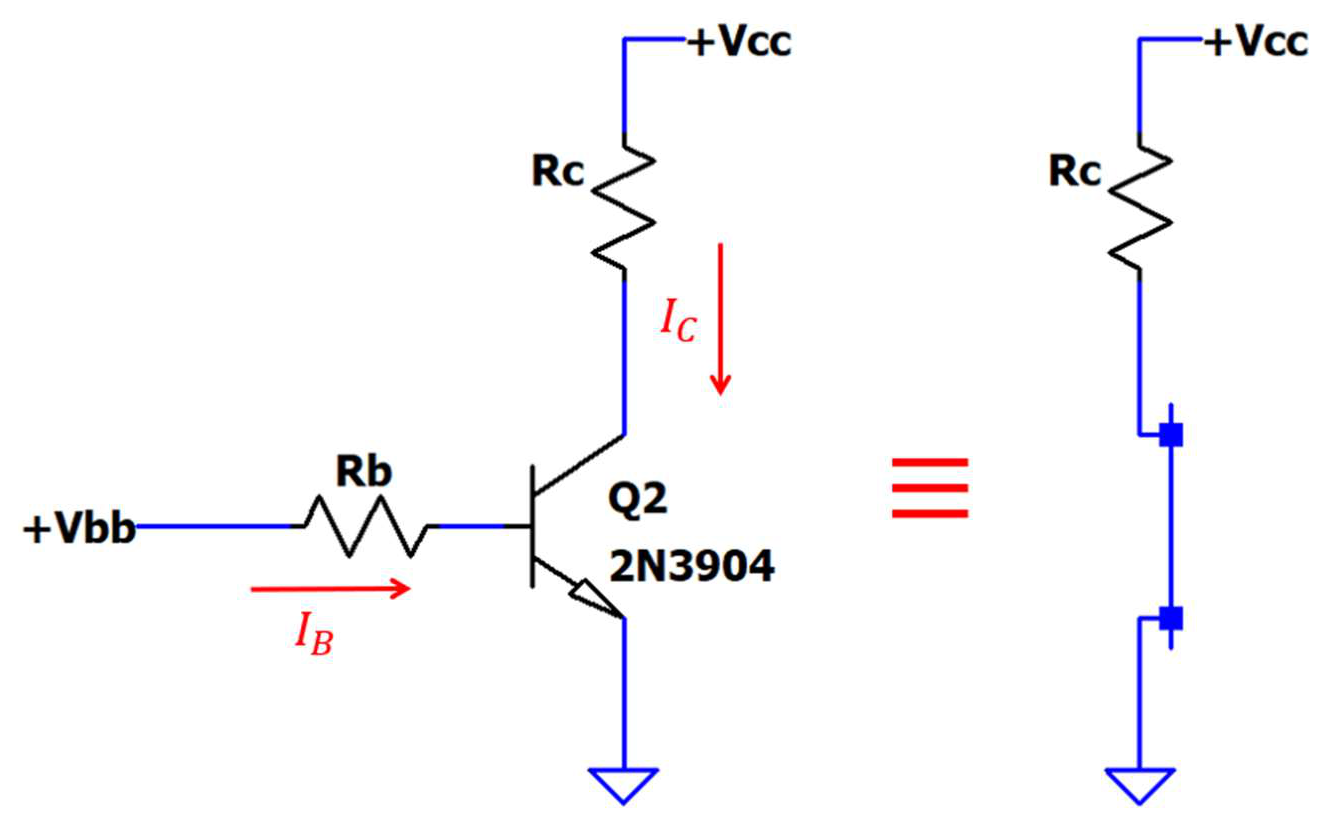 +Vcc
Rc
I_C
Rb
+Vbb
I_B
Q2
2N3904
≡
+Vcc
Rc